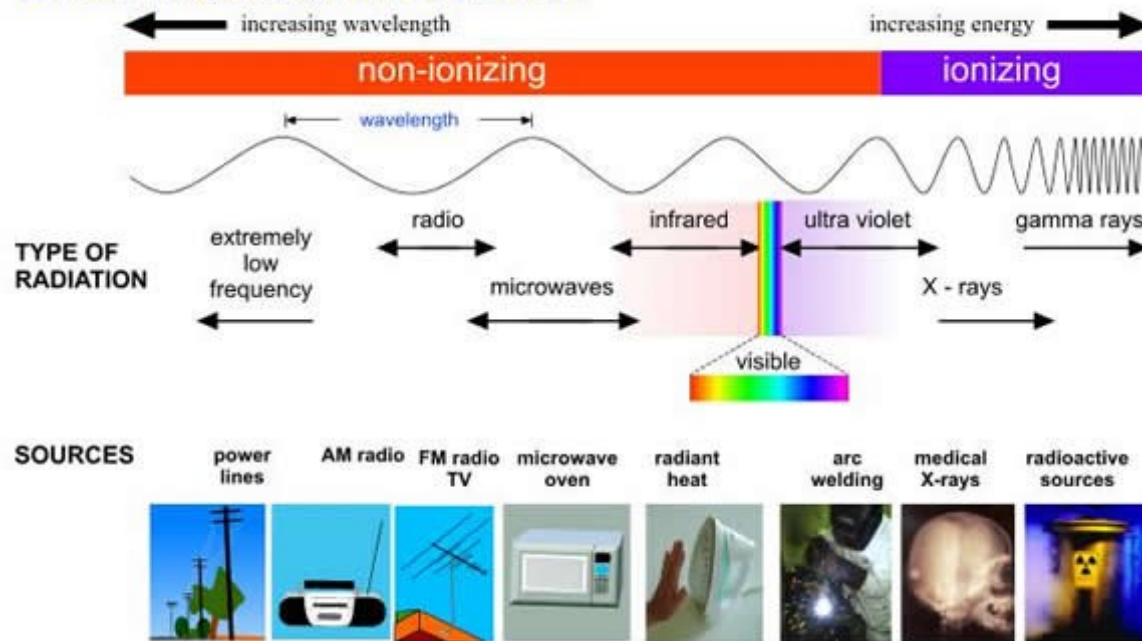 increasing wavelength increasing energy
non-ionizing ionizing
wavelength
radio infrared ultra violet gamma rays
TYPE OF
RADIATION
extremely
low
frequency
microwaves X - rays
visible
SOURCES
power
lines
AM radio
FM radio
TV
microwave
oven
radiant
heat
arc
welding
medical
X-rays
radioactive
sources